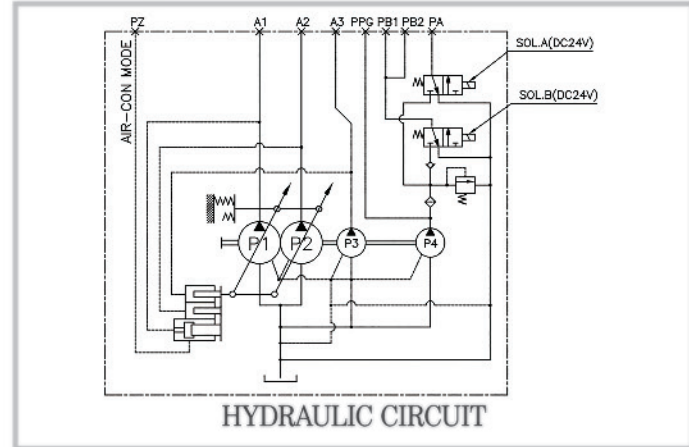 PZ A1 A2 A3 PPG PB1 PB2 PA
SOL.A(DC24V)
AIR-CON MODE
SOL.B(DC24V)
P1 P2 P3 P4
HYDRAULIC CIRCUIT